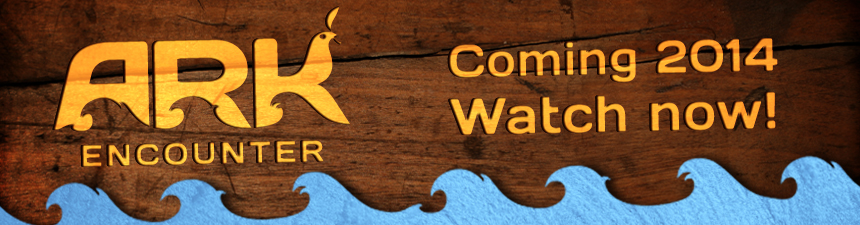 ARK
ENCOUNTER
Coming 2014
Watch now!